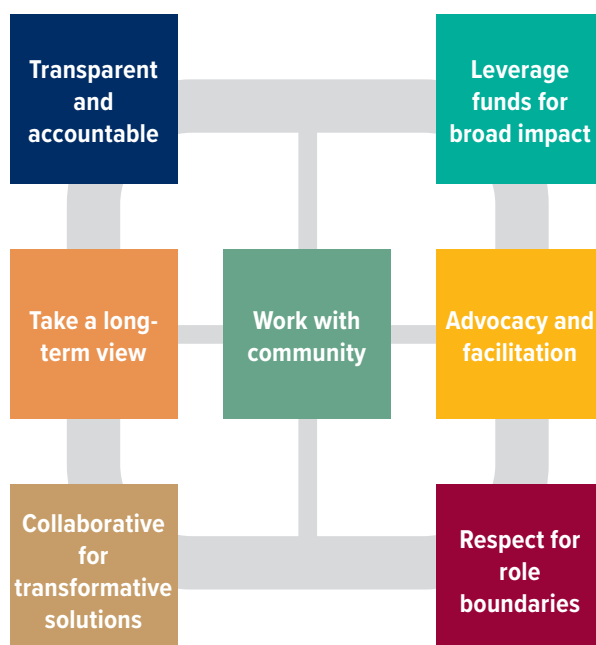 Transparent
and
accountable
Leverage
funds for
broad impact
Take a long-
term view
Work with
community
Advocacy and
facilitation
Collaborative
for
transformative
solutions
Respect for
role
boundaries